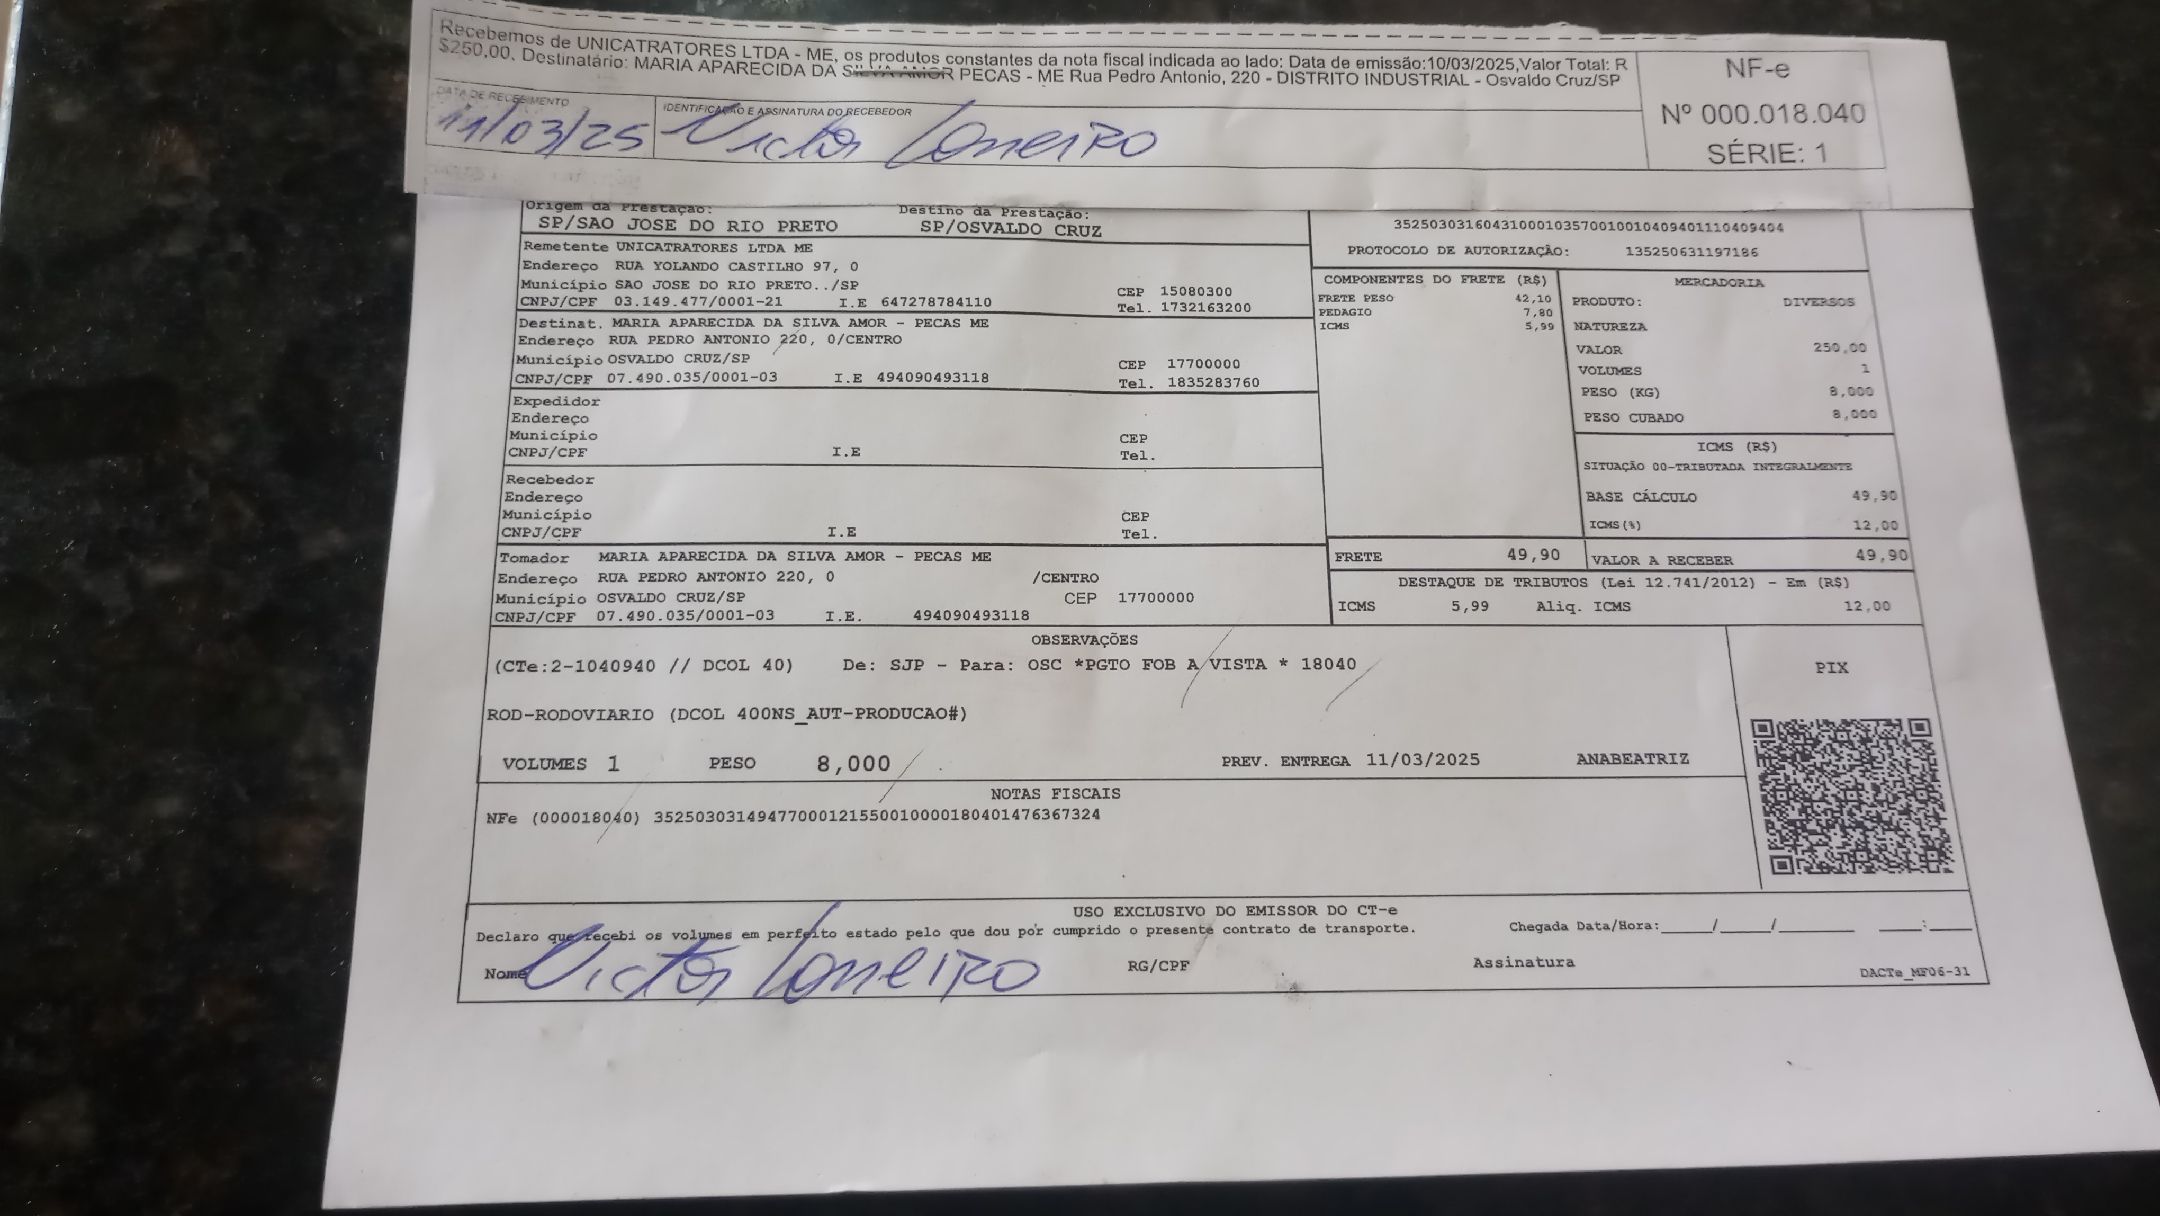 Recebemos de UNICATRATORES LTDA - ME, os produtos constantes da nota fiscal indicada ao lado; Data de emissão:10/03/2025,Valor Total: R
$250,00, Destinatário: MARIA APARECIDA DA SILVA AMOR PECAS - ME Rua Pedro Antonio, 220 - DISTRITO INDUSTRIAL - Osvaldo Cruz/SP
NF-e
Nº 000.018.040
SÉRIE: 1
DATA DE RECEBIMENTO
11/03/25
IDENTIFICAÇÃO E ASSINATURA DO RECEBEDOR
Victor
Origem da Prestação: Destino da Prestação:
SP/SAO JOSE DO RIO PRETO SP/OSVALDO CRUZ
Remetente UNICATRATORES LTDA ME
Endereço RUA YOLANDO CASTILHO 97, 0
Município SAO JOSE DO RIO PRETO../SP CEP 15080300
CNPJ/CPF 03.149.477/0001-21 I.E 647278784110 Tel. 1732163200
Destinat. MARIA APARECIDA DA SILVA AMOR - PECAS ME
Endereço RUA PEDRO ANTONIO 220, 0/CENTRO
Município OSVALDO CRUZ/SP CEP 17700000
CNPJ/CPF 07.490.035/0001-03 I.E 494090493118 Tel. 1835283760
Expedidor
Endereço
Município CEP
CNPJ/CPF I.E Tel.
Recebedor
Endereço
Município CEP
CNPJ/CPF I.E Tel.
Tomador MARIA APARECIDA DA SILVA AMOR - PECAS ME
Endereço RUA PEDRO ANTONIO 220, 0 /CENTRO
Município OSVALDO CRUZ/SP CEP 17700000
CNPJ/CPF 07.490.035/0001-03 I.E. 494090493118
35250303160431000103570010010409401110409404
PROTOCOLO DE AUTORIZAÇÃO: 135250631197186
COMPONENTES DO FRETE (R$)
FRETE PESO 42,10
PEDAGIO 7,80
ICMS 5,99
MERCADORIA
PRODUTO: DIVERSOS
NATUREZA
VALOR 250,00
VOLUMES 1
PESO (KG) 8,000
PESO CUBADO 8,000
ICMS (R$)
SITUAÇÃO 00-TRIBUTADA INTEGRALMENTE
BASE CÁLCULO 49,90
ICMS(%) 12,00
FRETE 49,90 VALOR A RECEBER 49,90
DESTAQUE DE TRIBUTOS (Lei 12.741/2012) - Em (R$)
ICMS 5,99 Aliq. ICMS 12,00
OBSERVAÇÕES
(CTe:2-1040940 // DCOL 40) De: SJP - Para: OSC *PGTO FOB A VISTA * 18040
PIX
ROD-RODOVIARIO (DCOL 400NS_AUT-PRODUCAO#)
VOLUMES 1 PESO 8,000 PREV. ENTREGA 11/03/2025 ANABEATRIZ
NOTAS FISCAIS
NFe (000018040) 35250303149477000121550010000180401476367324
USO EXCLUSIVO DO EMISSOR DO CT-e
Declaro que recebi os volumes em perfeito estado pelo que dou por cumprido o presente contrato de transporte. Chegada Data/Hora:_____/_____/________ ____:____
Nome Victor RG/CPF Assinatura
DACTe_MF06-31